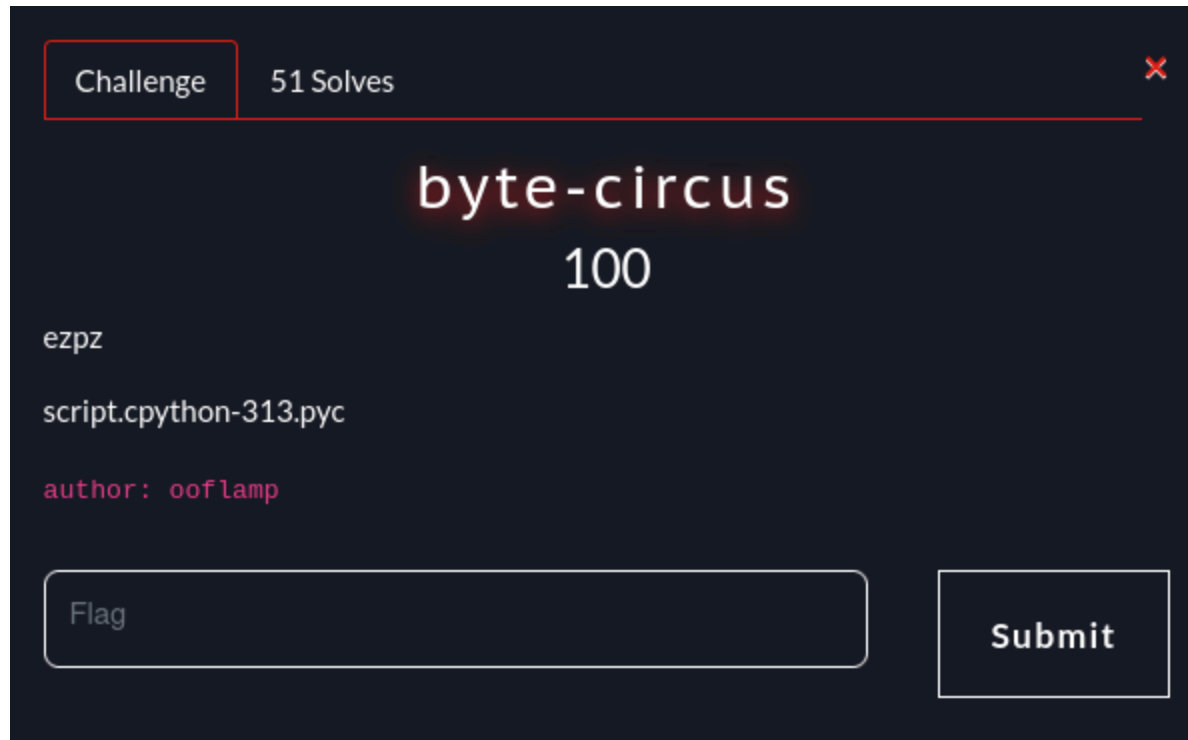 Challenge 51 Solves ×
byte-circus
100
ezpz
script.cpython-313.pyc
author: ooflamp
Flag
Submit